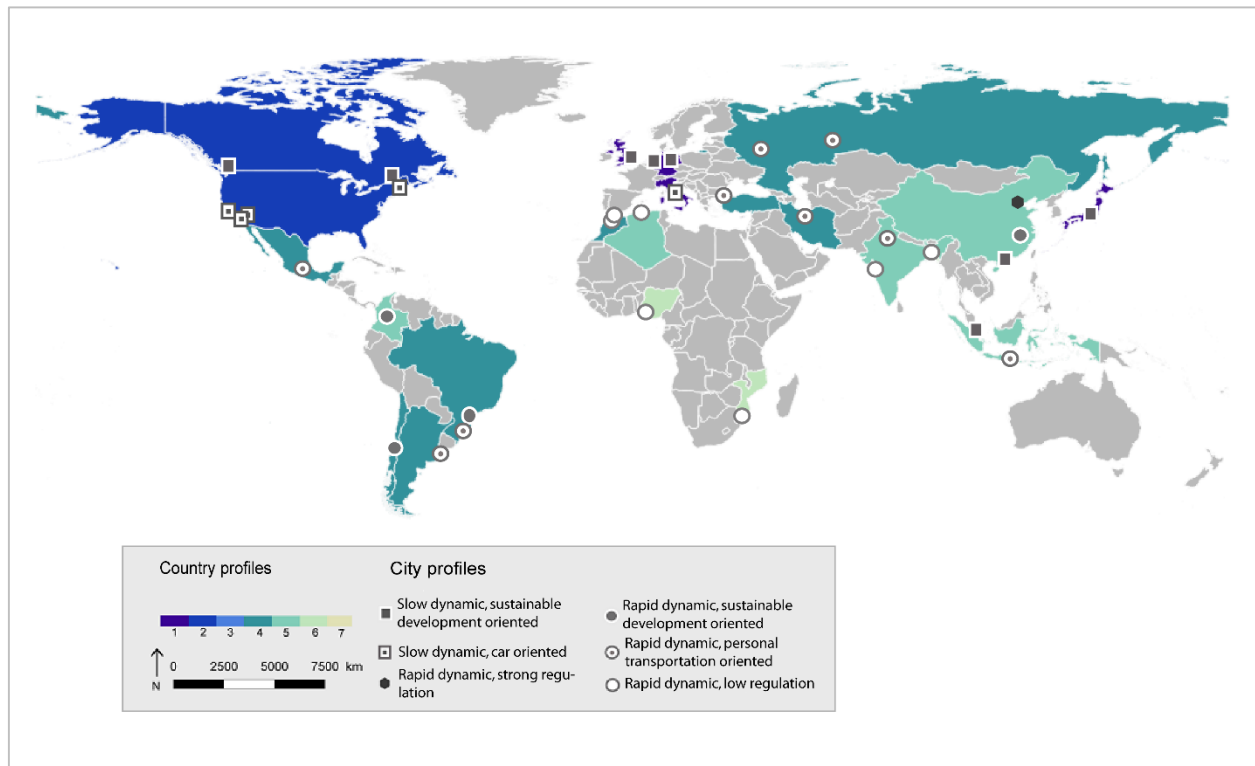 Country profiles
1 2 3 4 5 6 7
N
0 2500 5000 7500 km
City profiles
Slow dynamic, sustainable
development oriented
Slow dynamic, car oriented
Rapid dynamic, strong regu-
lation
Rapid dynamic, sustainable
development oriented
Rapid dynamic, personal
transportation oriented
Rapid dynamic, low regulation